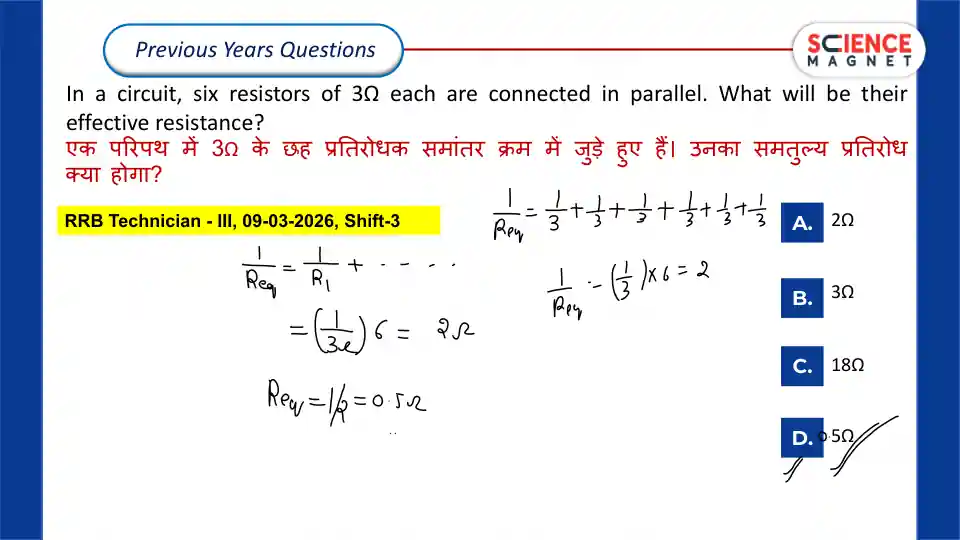 Previous Years Questions
SCIENCE
MAGNET
In a circuit, six resistors of 3Ω each are connected in parallel. What will be their
effective resistance?
एक परिपथ में 3Ω के छह प्रतिरोधक समांतर क्रम में जुड़े हुए हैं। उनका समतुल्य प्रतिरोध
क्या होगा?
RRB Technician - III, 09-03-2026, Shift-3
1/Req = 1/3 + 1/3 + 1/3 + 1/3 + 1/3 + 1/3
A. 2Ω
1/Req = 1/R1 + - - - -
1/Req = (1/3) × 6 = 2
B. 3Ω
= (1/3Ω) 6 = 2Ω
C. 18Ω
Req = 1/2 = 0.5Ω
D. 0.5Ω